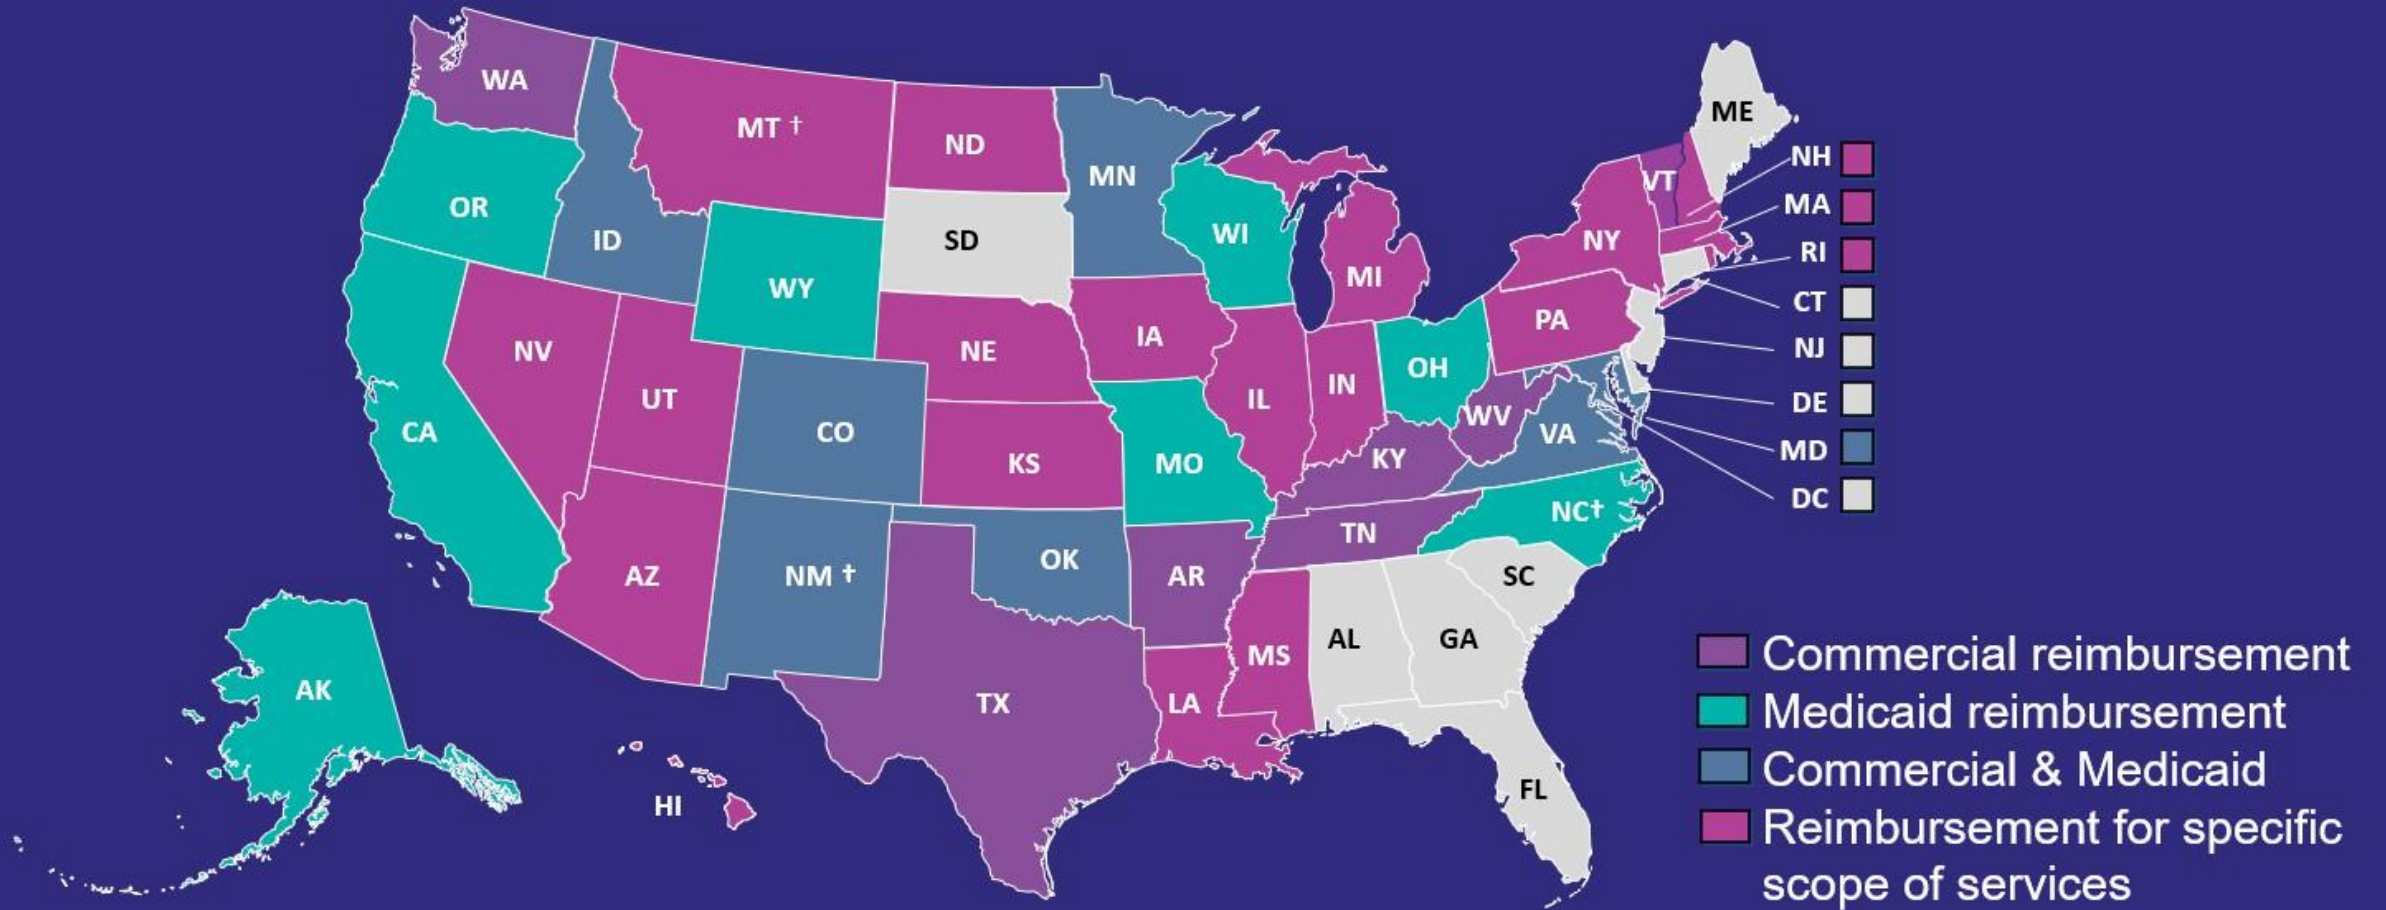 WA
ME
MT †
ND
NH
MN
VT
MA
OR
WI
ID
SD
NY
RI
MI
WY
CT
PA
IA
NV
NE
NJ
OH
IN
UT
IL
DE
WV
CA
CO
VA
MD
KY
KS
MO
DC
NC†
TN
OK
AZ
NM †
AR
SC
AL
GA
MS
AK
TX
LA
HI
FL
Commercial reimbursement
Medicaid reimbursement
Commercial & Medicaid
Reimbursement for specific
scope of services